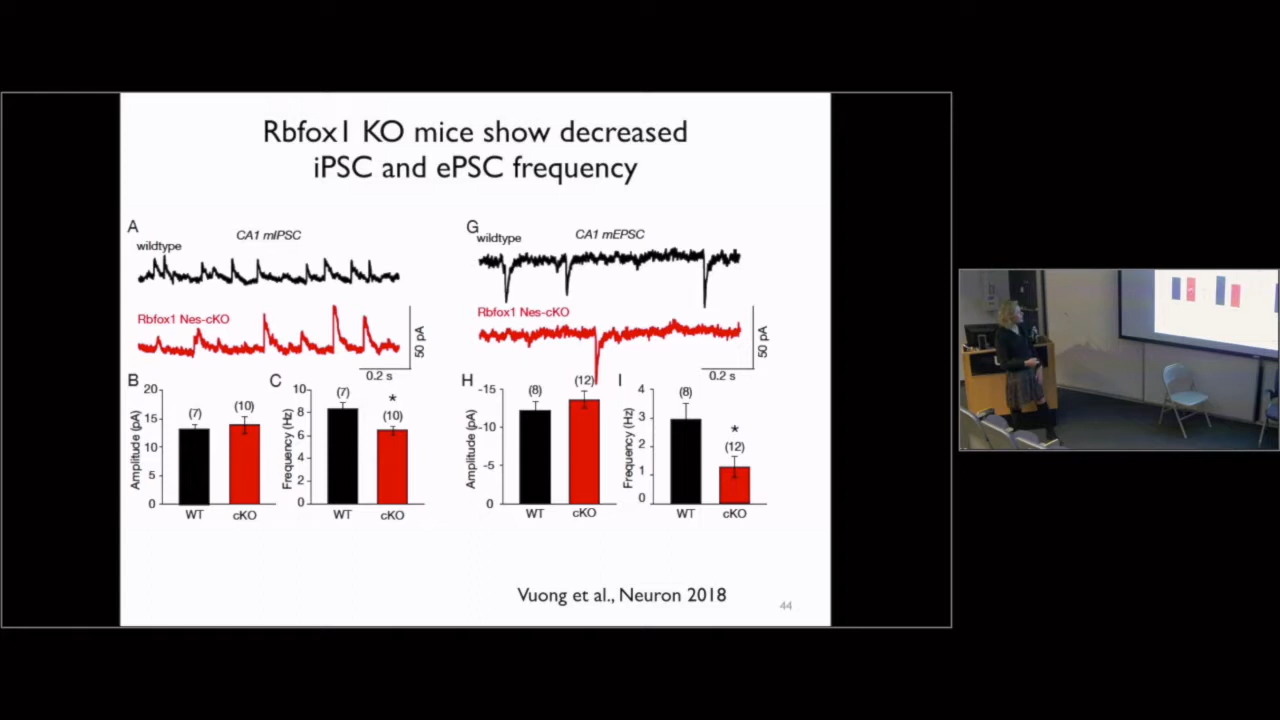 Rbfox1 KO mice show decreased
iPSC and ePSC frequency
A
CA1 mIPSC
wildtype
Rbfox1 Nes-cKO
50 pA
0.2 s
B
Amplitude (pA)
20
15
10
5
0
(7)
(10)
WT
cKO
C
Frequency (Hz)
10
8
6
4
2
0
(7)
*
(10)
WT
cKO
G
CA1 mEPSC
wildtype
Rbfox1 Nes-cKO
50 pA
0.2 s
H
Amplitude (pA)
-15
-10
-5
0
(8)
(12)
WT
cKO
I
Frequency (Hz)
4
3
2
1
0
(8)
*
(12)
WT
cKO
Vuong et al., Neuron 2018
44